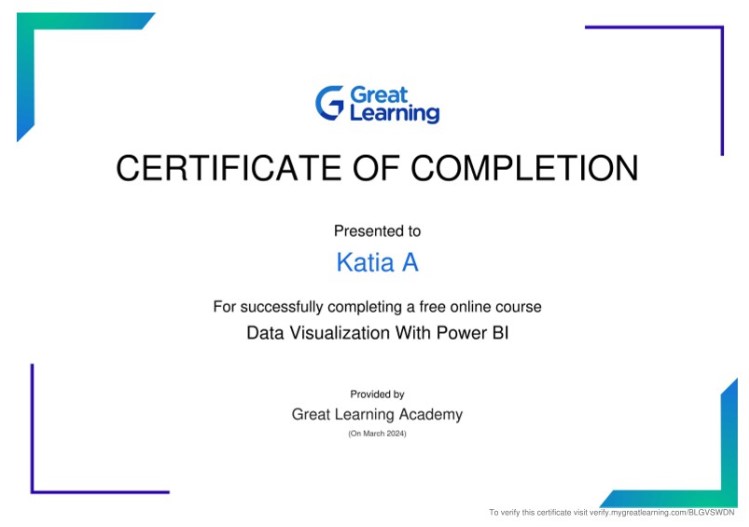 Great
Learning
CERTIFICATE OF COMPLETION
Presented to
Katia A
For successfully completing a free online course
Data Visualization With Power BI
Provided by
Great Learning Academy
(On March 2024)
To verify this certificate visit verify.mygreatlearning.com/BLGVSWDN